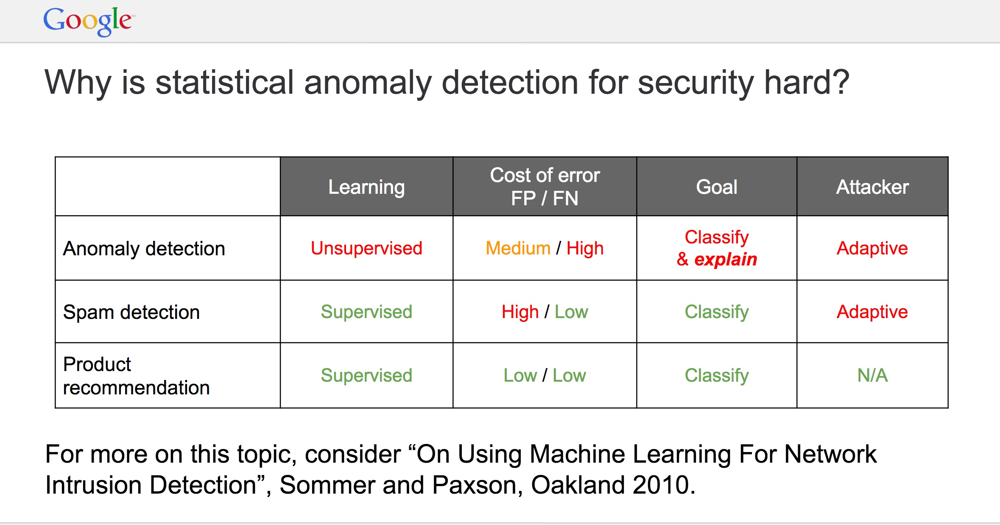 Google™
Why is statistical anomaly detection for security hard?
Learning
Cost of error
FP / FN
Goal
Attacker
Anomaly detection
Unsupervised
Medium / High
Classify
& explain
Adaptive
Spam detection
Supervised
High / Low
Classify
Adaptive
Product
recommendation
Supervised
Low / Low
Classify
N/A
For more on this topic, consider “On Using Machine Learning For Network
Intrusion Detection”, Sommer and Paxson, Oakland 2010.